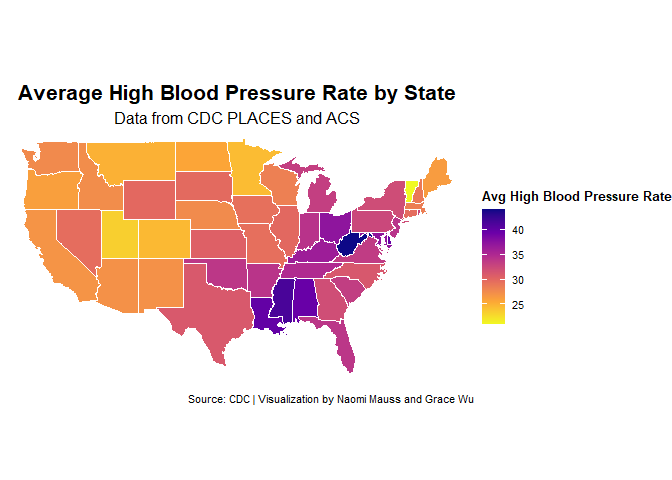 Average High Blood Pressure Rate by State
Data from CDC PLACES and ACS
Avg High Blood Pressure Rate
40
35
30
25
Source: CDC | Visualization by Naomi Mauss and Grace Wu